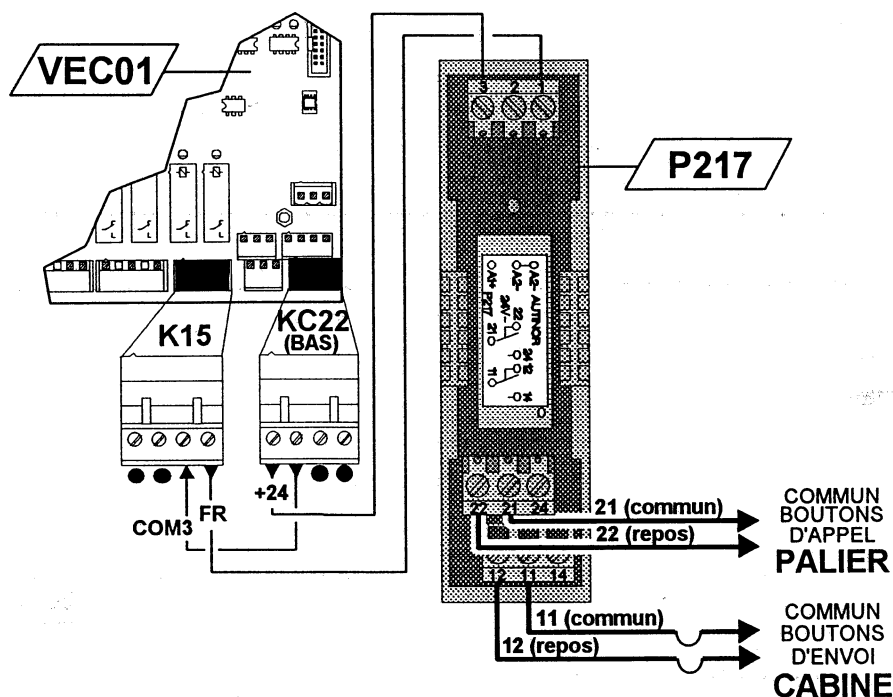 VEC01
3 2 1
P217
K15
KC22
(BAS)
A1+
A2-
A2-
P217
24V
AUTINOR
21
22
24
11
12
14
COM3
FR
+24
22 21 24
12 11 14
21 (commun)
22 (repos)
COMMUN
BOUTONS
D'APPEL
PALIER
11 (commun)
12 (repos)
COMMUN
BOUTONS
D'ENVOI
CABINE